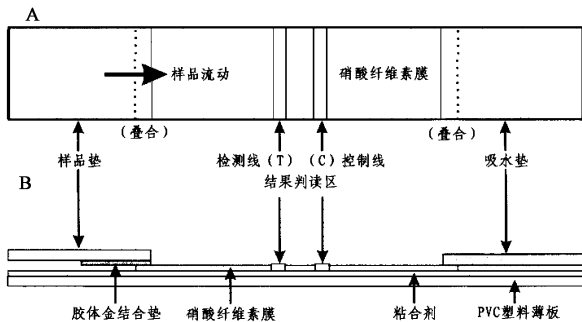 A
样品流动
硝酸纤维素膜
(叠合)
(叠合)
样品垫
检测线(T) (C)控制线
吸水垫
结果判读区
B
胶体金结合垫
硝酸纤维素膜
粘合剂
PVC塑料薄板